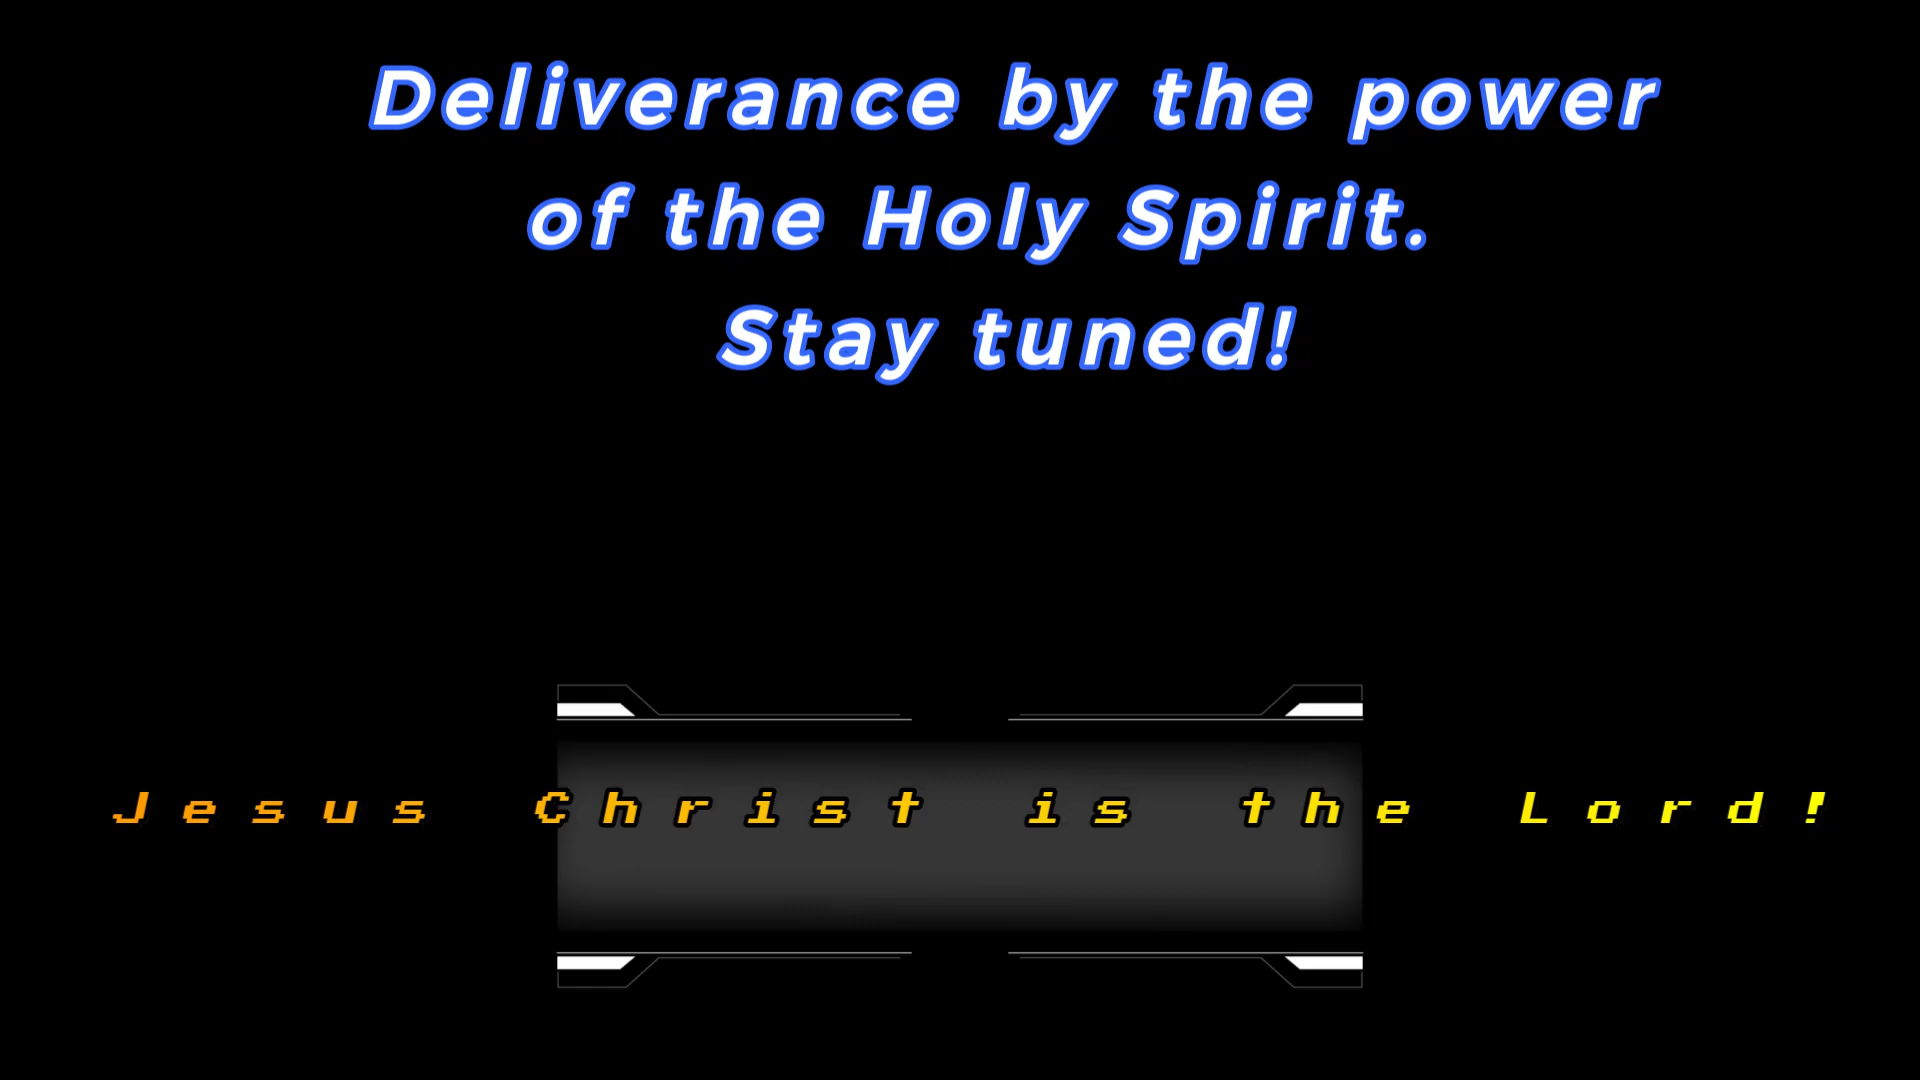 Deliverance by the power
of the Holy Spirit.
Stay tuned!
Jesus Christ is the Lord!